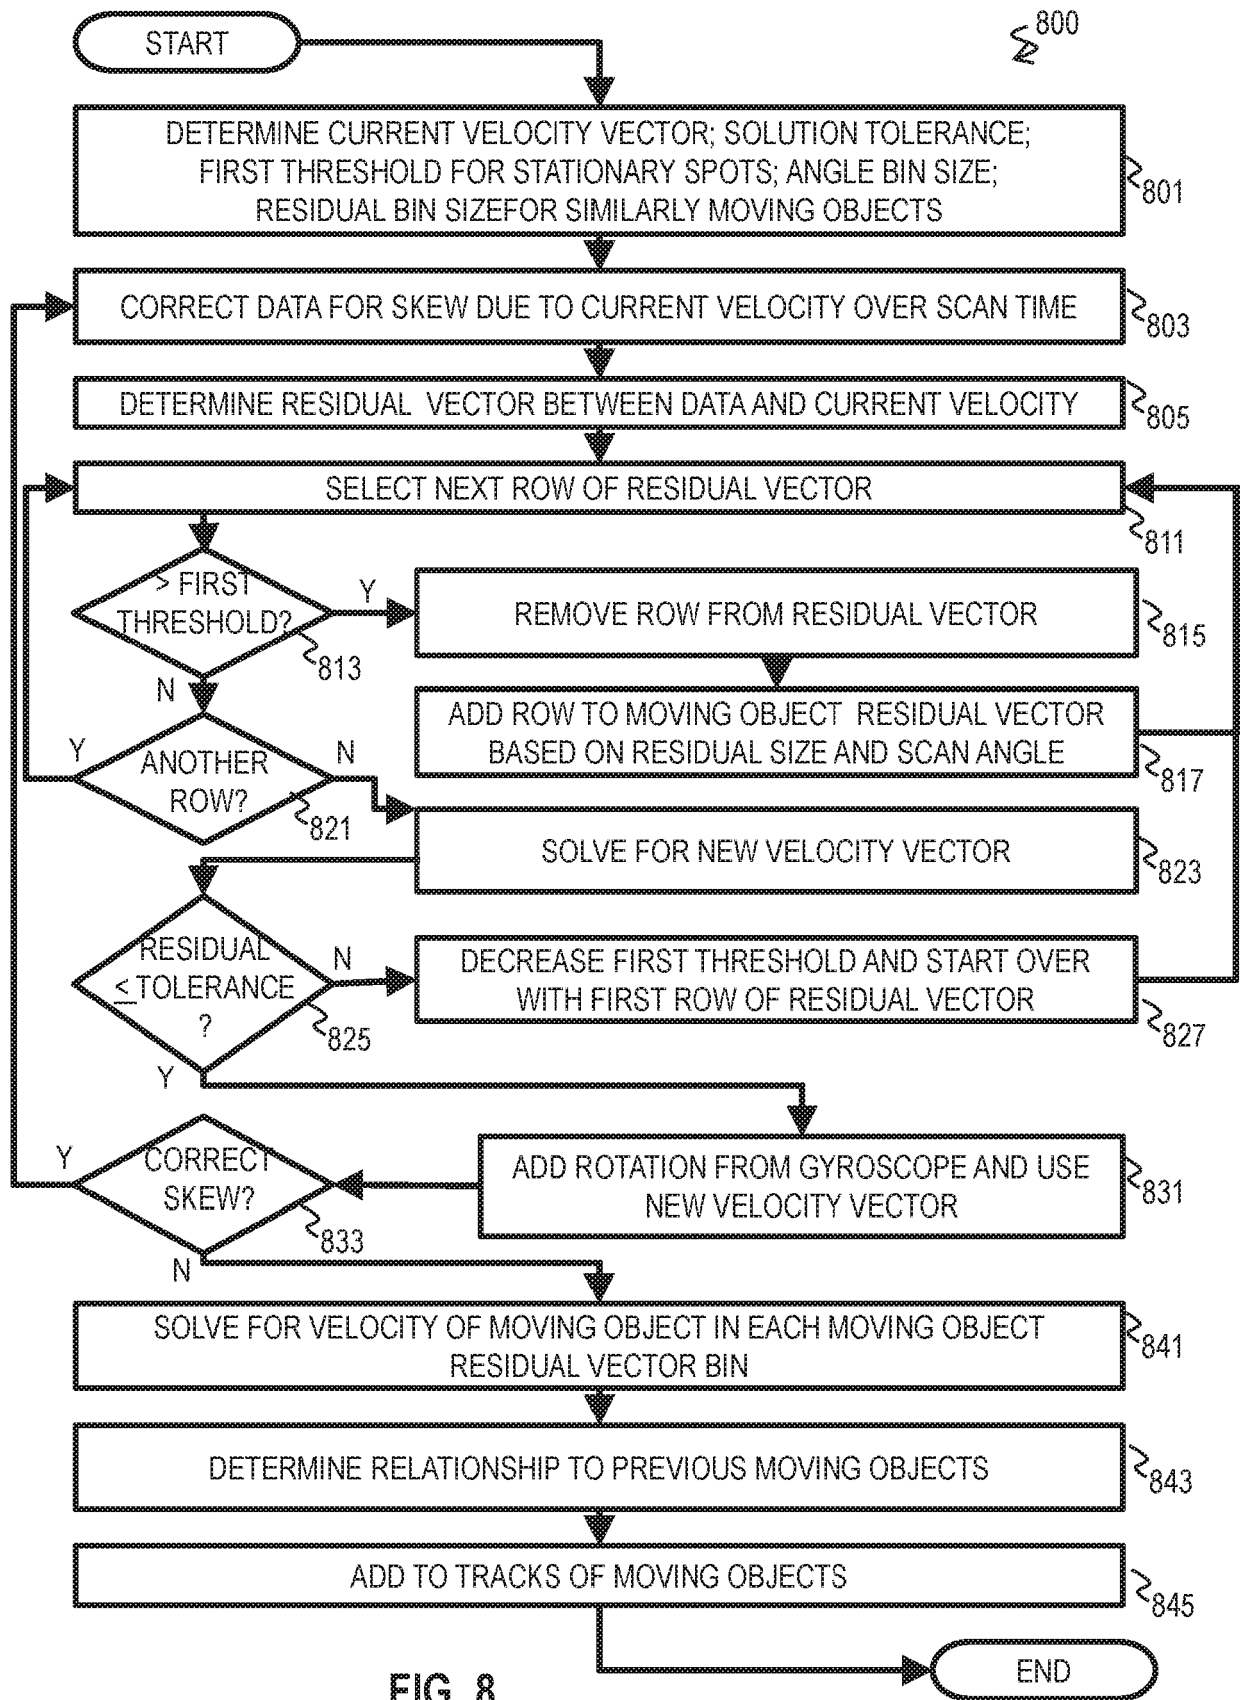 START
800
DETERMINE CURRENT VELOCITY VECTOR; SOLUTION TOLERANCE;
FIRST THRESHOLD FOR STATIONARY SPOTS; ANGLE BIN SIZE;
RESIDUAL BIN SIZEFOR SIMILARLY MOVING OBJECTS
801
CORRECT DATA FOR SKEW DUE TO CURRENT VELOCITY OVER SCAN TIME
803
DETERMINE RESIDUAL VECTOR BETWEEN DATA AND CURRENT VELOCITY
805
SELECT NEXT ROW OF RESIDUAL VECTOR
811
> FIRST
THRESHOLD?
813
Y
N
REMOVE ROW FROM RESIDUAL VECTOR
815
ADD ROW TO MOVING OBJECT RESIDUAL VECTOR
BASED ON RESIDUAL SIZE AND SCAN ANGLE
817
Y
ANOTHER
ROW?
821
N
SOLVE FOR NEW VELOCITY VECTOR
823
RESIDUAL
≤ TOLERANCE
?
825
N
Y
DECREASE FIRST THRESHOLD AND START OVER
WITH FIRST ROW OF RESIDUAL VECTOR
827
ADD ROTATION FROM GYROSCOPE AND USE
NEW VELOCITY VECTOR
831
Y
CORRECT
SKEW?
833
N
SOLVE FOR VELOCITY OF MOVING OBJECT IN EACH MOVING OBJECT
RESIDUAL VECTOR BIN
841
DETERMINE RELATIONSHIP TO PREVIOUS MOVING OBJECTS
843
ADD TO TRACKS OF MOVING OBJECTS
845
END
FIG. 8